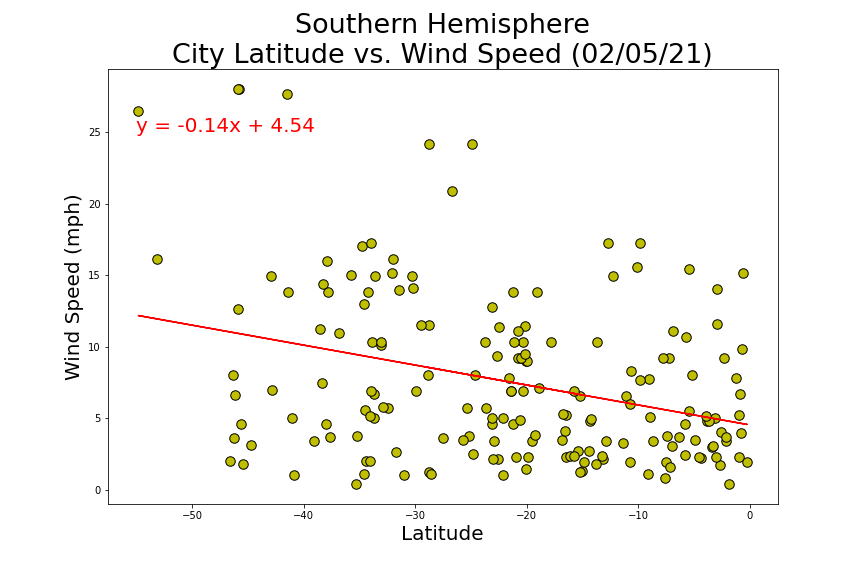 Southern Hemisphere
City Latitude vs. Wind Speed (02/05/21)
y = -0.14x + 4.54
Wind Speed (mph)
25
20
15
10
5
0
−50
−40
−30
−20
−10
0
Latitude